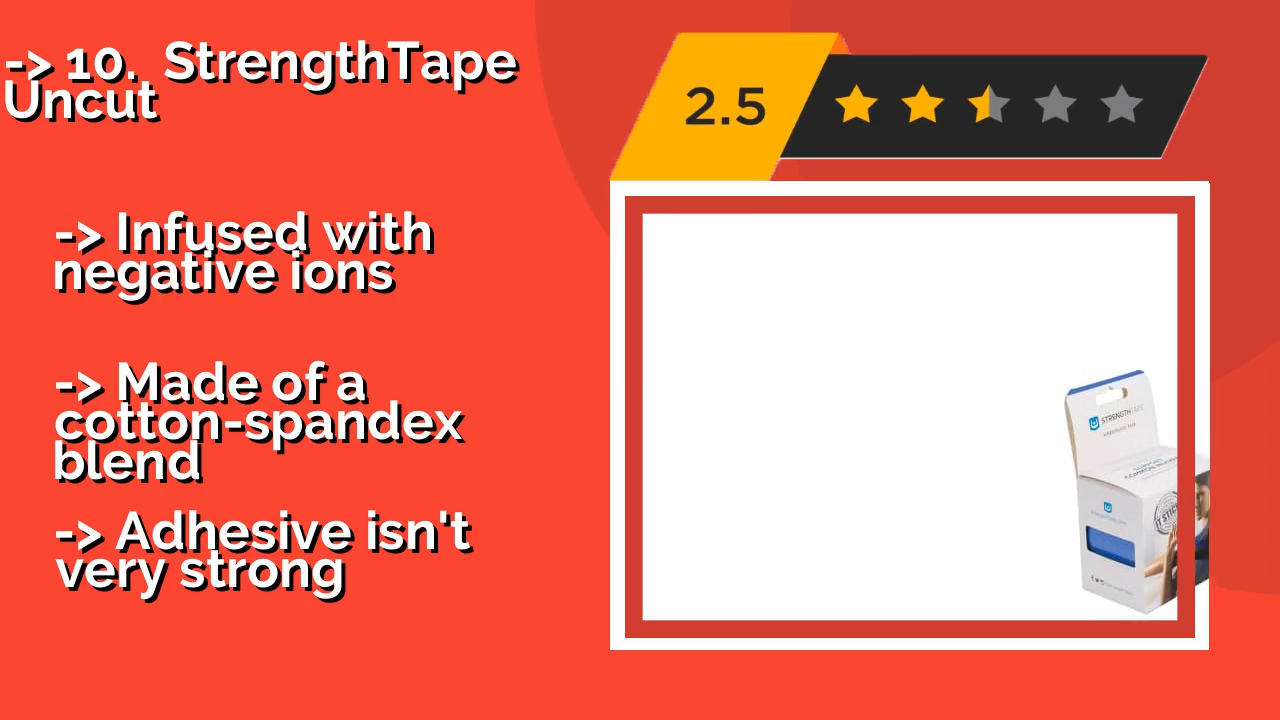 -> 10.  StrengthTape
Uncut
2.5
-> Infused with
negative ions
-> Made of a
cotton-spandex
blend
-> Adhesive isn't
very strong
STRENGTHTAPE